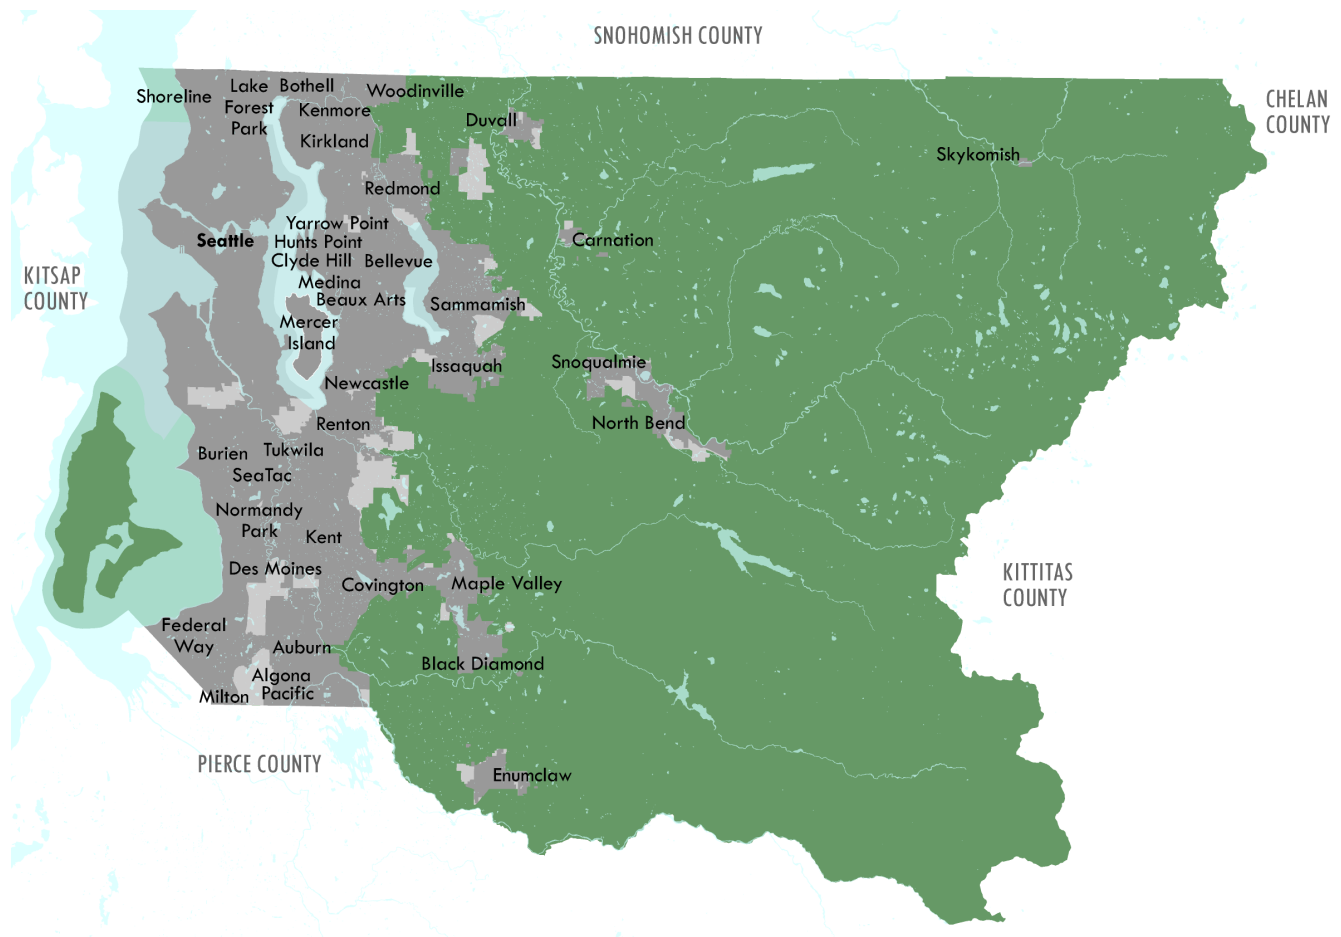 SNOHOMISH COUNTY
CHELAN
COUNTY
Shoreline
Lake
Forest
Park
Bothell
Kenmore
Woodinville
Kirkland
Duvall
Skykomish
Redmond
Yarrow Point
Seattle
Hunts Point
Clyde Hill
Bellevue
Carnation
KITSAP
COUNTY
Medina
Beaux Arts
Sammamish
Mercer
Island
Issaquah
Snoqualmie
Newcastle
Renton
North Bend
Burien
Tukwila
SeaTac
Normandy
Park
Kent
Des Moines
Covington
Maple Valley
KITTITAS
COUNTY
Federal
Way
Auburn
Black Diamond
Algona
Pacific
Milton
PIERCE COUNTY
Enumclaw